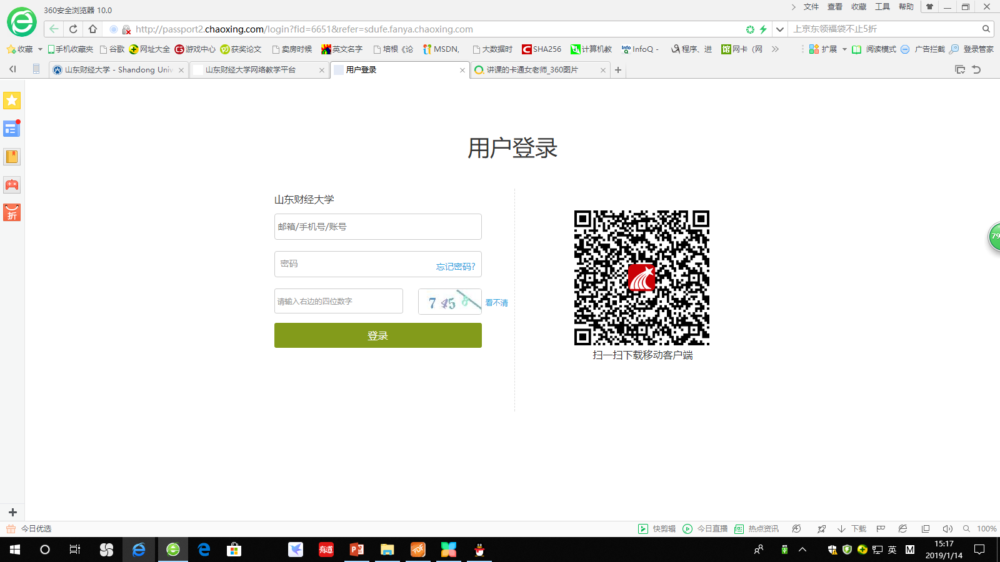 360安全浏览器 10.0
文件 查看 收藏 工具 帮助
http://passport2.chaoxing.com/login?fid=6651&refer=sdufe.fanya.chaoxing.com
上京东领福袋不止5折
收藏 手机收藏夹 谷歌 网址大全 游戏中心 获奖论文 卖房时候 英文名字 培根《论 MSDN, 大数据时 SHA256 计算机教 InfoQ - 程序、进 网卡（网 扩展 阅读模式 广告拦截 登录管家
山东财经大学 - Shandong Univ 山东财经大学网络教学平台 用户登录 讲课的卡通女老师_360图片
折
用户登录
山东财经大学
邮箱/手机号/账号
密码 忘记密码?
请输入右边的四位数字 745 看不清
登录
扫一扫下载移动客户端
79
今日优选 快剪辑 今日直播 热点资讯 下载 100%
有道 PDF 英 M
15:17
2019/1/14